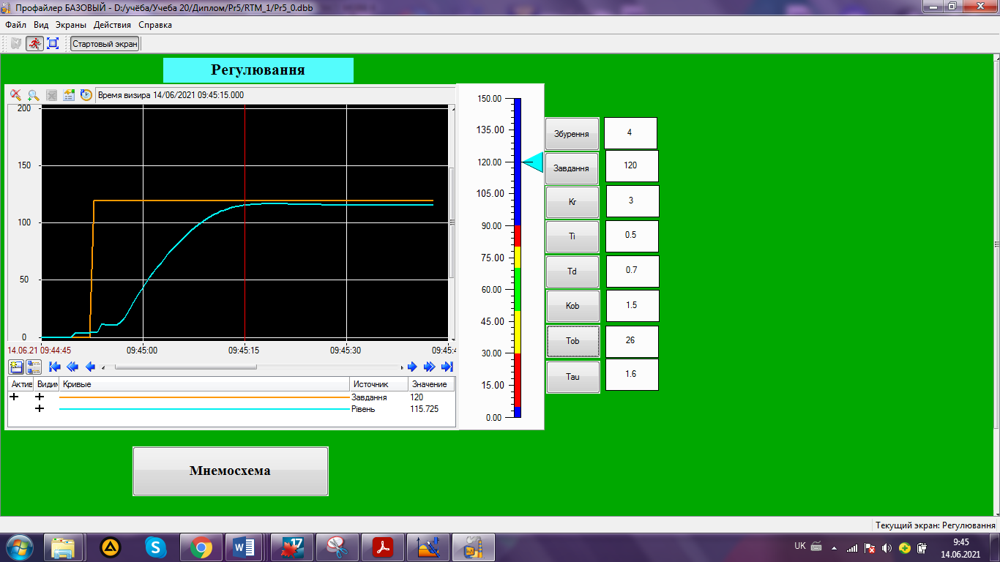 Профайлер БАЗОВЫЙ - D:/учёба/Учеба 20/Диплом/Pr5/RTM_1/Pr5_0.dbb
Файл Вид Экраны Действия Справка
Стартовый экран
Регулювання
Время визира 14/06/2021 09:45:15.000
200
150
100
50
0
14.06.21 09:44:45 09:45:00 09:45:15 09:45:30 09:45:4
Актив Видим Кривые Источник Значение
Завдання 120
Рівень 115.725
150.00
135.00
120.00
105.00
90.00
75.00
60.00
45.00
30.00
15.00
0.00
Збурення 4
Завдання 120
Kr 3
Ti 0.5
Td 0.7
Kob 1.5
Tob 26
Tau 1.6
Мнемосхема
Текущий экран: Регулювання
UK
9:45
14.06.2021